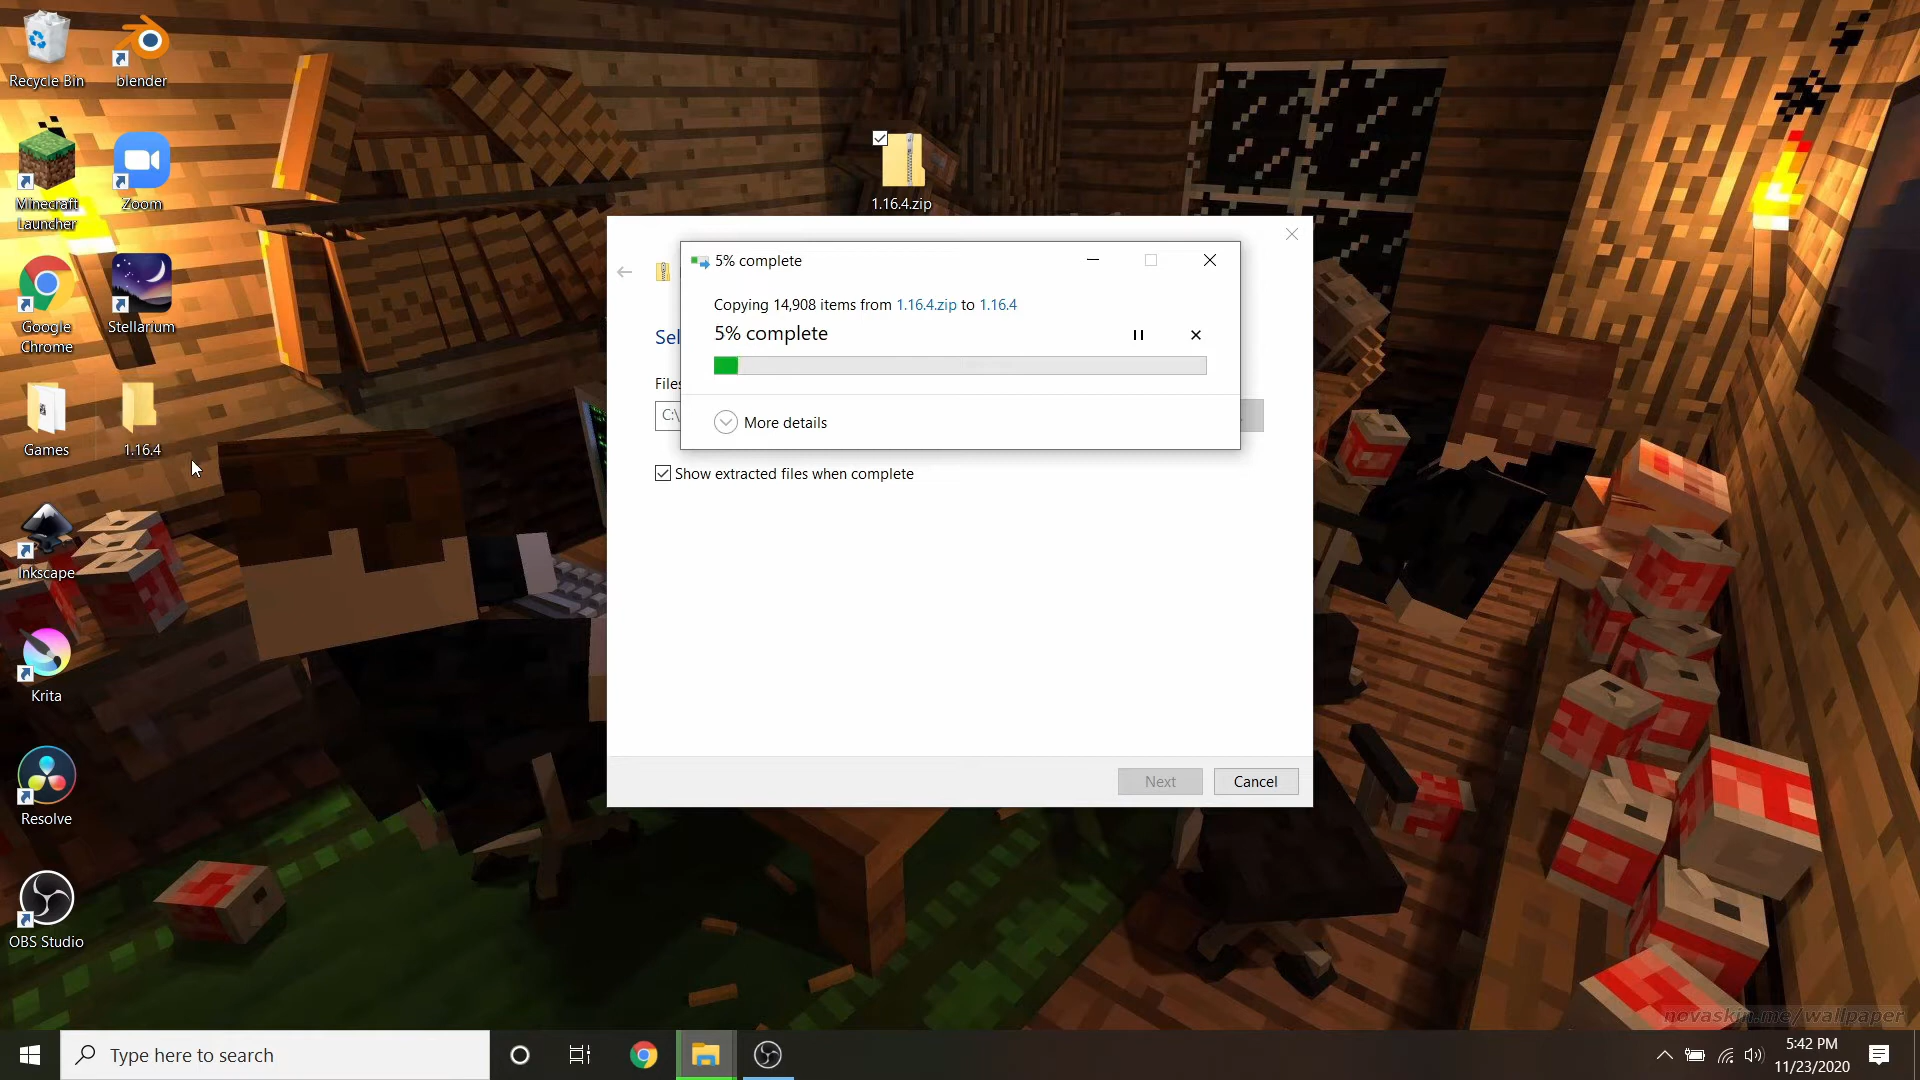 Recycle Bin
blender
Minecraft
Launcher
Zoom
Google
Chrome
Stellarium
Games
1.16.4
Inkscape
Krita
Resolve
OBS Studio
1.16.4.zip
5% complete
Copying 14,908 items from 1.16.4.zip to 1.16.4
5% complete
More details
Sel
Files
C:\
Show extracted files when complete
Next
Cancel
novaskin.me/wallpaper
Type here to search
5:42 PM
11/23/2020